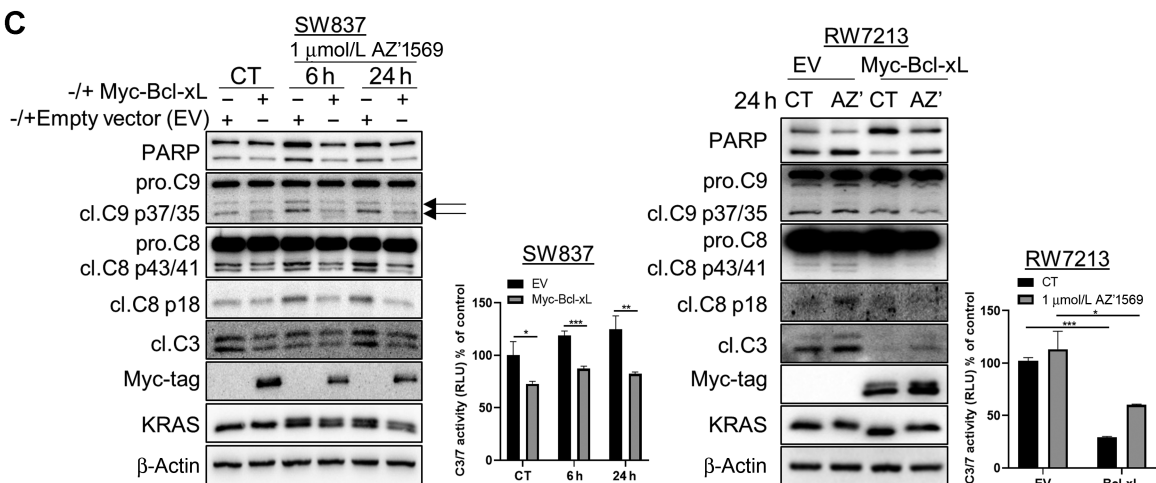 C
SW837
1 μmol/L AZ'1569
CT 6 h 24 h
-/+ Myc-Bcl-xL − + − + − +
-/+Empty vector (EV) + − + − + −
PARP
pro.C9
cl.C9 p37/35
pro.C8
cl.C8 p43/41
cl.C8 p18
cl.C3
Myc-tag
KRAS
β-Actin
SW837
EV
Myc-Bcl-xL
C3/7 activity (RLU) % of control
150
100
50
0
* *** **
CT 6 h 24 h
RW7213
EV Myc-Bcl-xL
24 h CT AZ' CT AZ'
PARP
pro.C9
cl.C9 p37/35
pro.C8
cl.C8 p43/41
cl.C8 p18
cl.C3
Myc-tag
KRAS
β-Actin
RW7213
CT
1 μmol/L AZ'1569
C3/7 activity (RLU) % of control
150
100
50
0
*
***
EV Bcl-xL